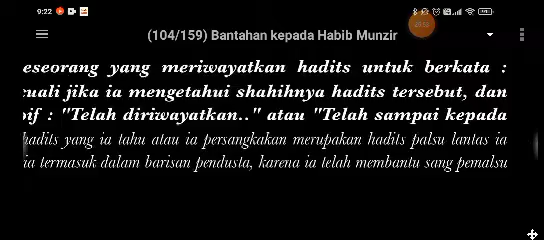 9:22
(104/159) Bantahan kepada Habib Munzir
eseorang yang meriwayatkan hadits untuk berkata :
uali jika ia mengetahui shahihnya hadits tersebut, dan
if : "Telah diriwayatkan.." atau "Telah sampai kepada
hadits yang ia tahu atau ia persangkakan merupakan hadits palsu lantas ia
ia termasuk dalam barisan pendusta, karena ia telah membantu sang pemalsu